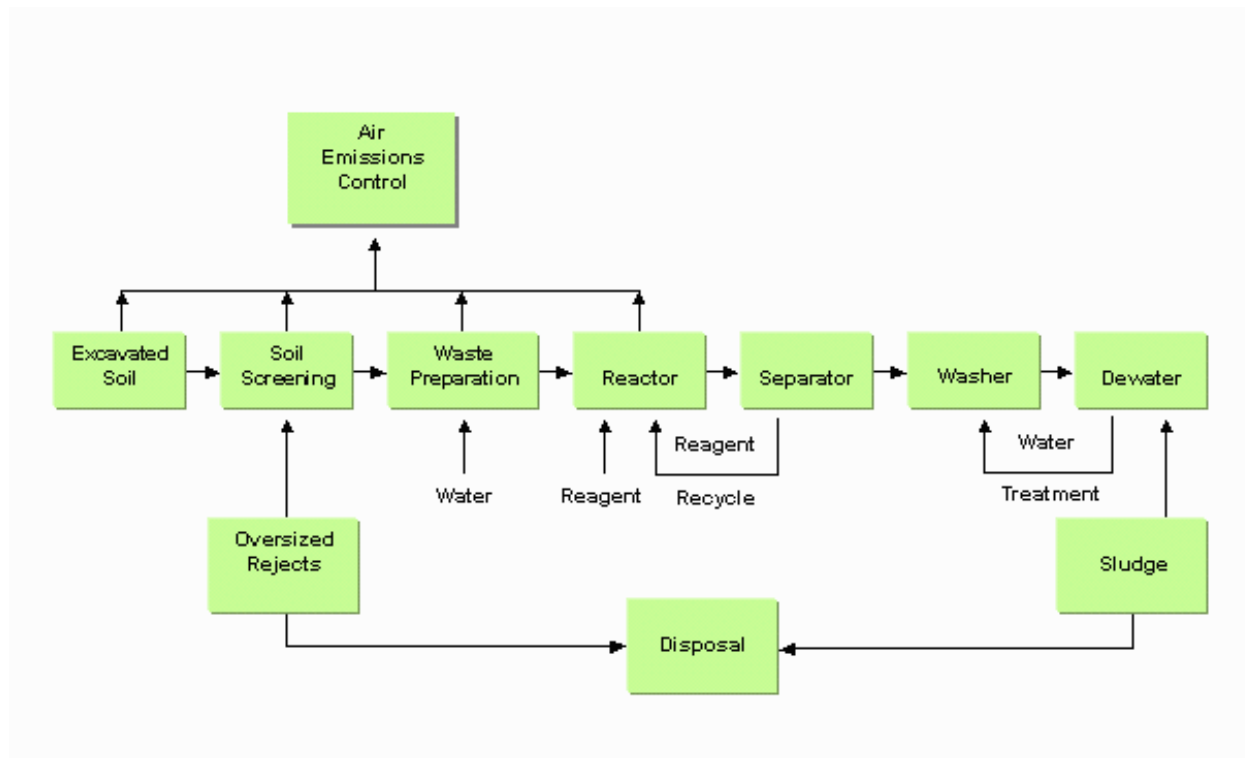 Air
Emissions
Control
Excavated
Soil
Soil
Screening
Waste
Preparation
Reactor
Separator
Washer
Dewater
Water
Reagent
Reagent
Recycle
Water
Treatment
Oversized
Rejects
Sludge
Disposal